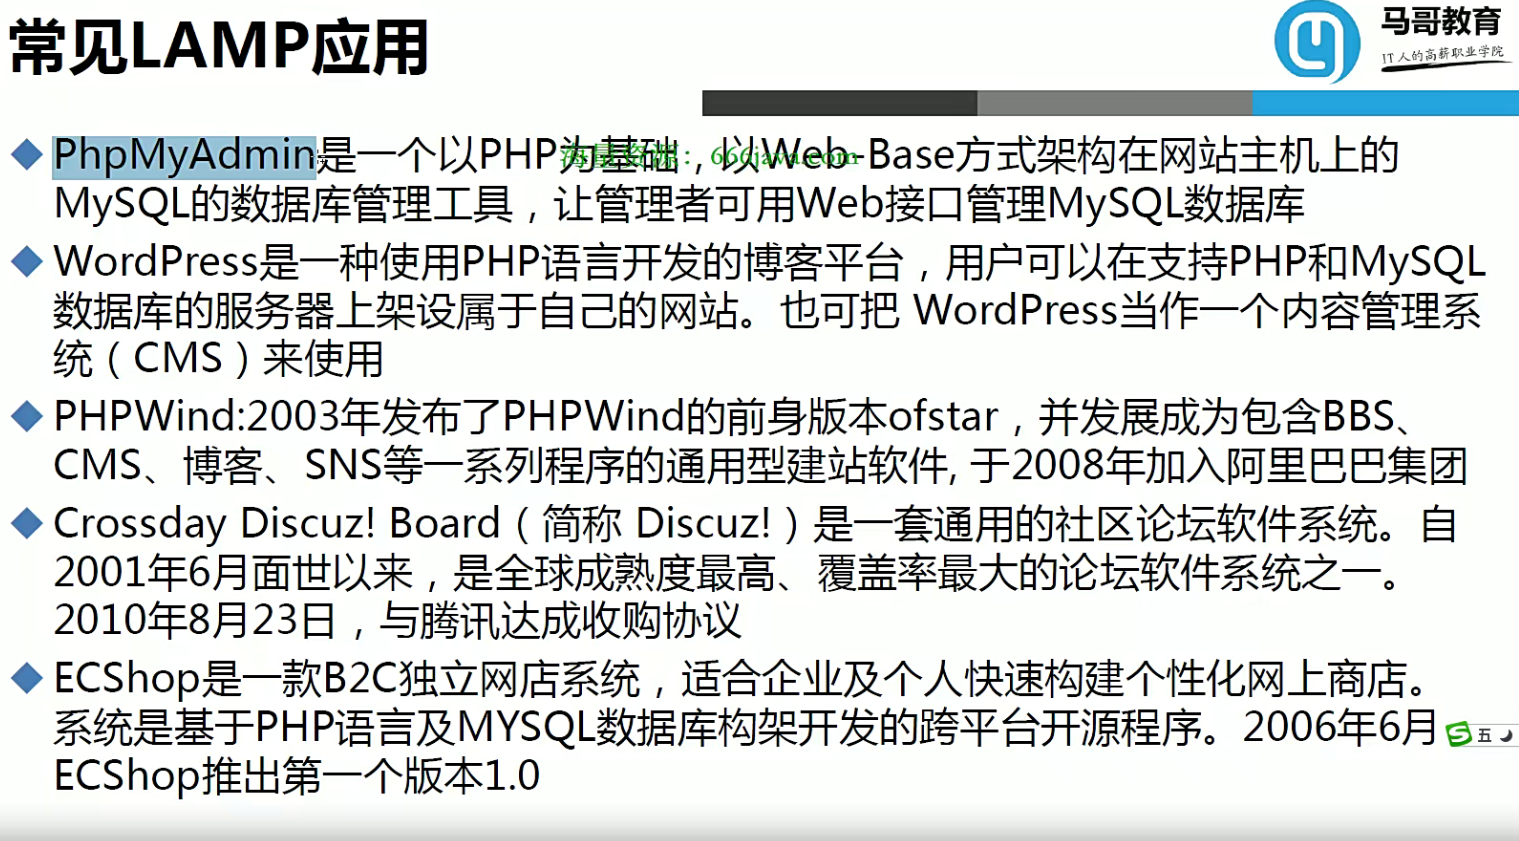 常见LAMP应用
马哥教育
IT人的高薪职业学院
PhpMyAdmin是一个以PHP为基础，以Web-Base方式架构在网站主机上的
海量资源：666java.com
MySQL的数据库管理工具，让管理者可用Web接口管理MySQL数据库
WordPress是一种使用PHP语言开发的博客平台，用户可以在支持PHP和MySQL
数据库的服务器上架设属于自己的网站。也可把 WordPress当作一个内容管理系
统（CMS）来使用
PHPWind:2003年发布了PHPWind的前身版本ofstar，并发展成为包含BBS、
CMS、博客、SNS等一系列程序的通用型建站软件, 于2008年加入阿里巴巴集团
Crossday Discuz! Board（简称 Discuz!）是一套通用的社区论坛软件系统。自
2001年6月面世以来，是全球成熟度最高、覆盖率最大的论坛软件系统之一。
2010年8月23日，与腾讯达成收购协议
ECShop是一款B2C独立网店系统，适合企业及个人快速构建个性化网上商店。
系统是基于PHP语言及MYSQL数据库构架开发的跨平台开源程序。2006年6月
五
ECShop推出第一个版本1.0